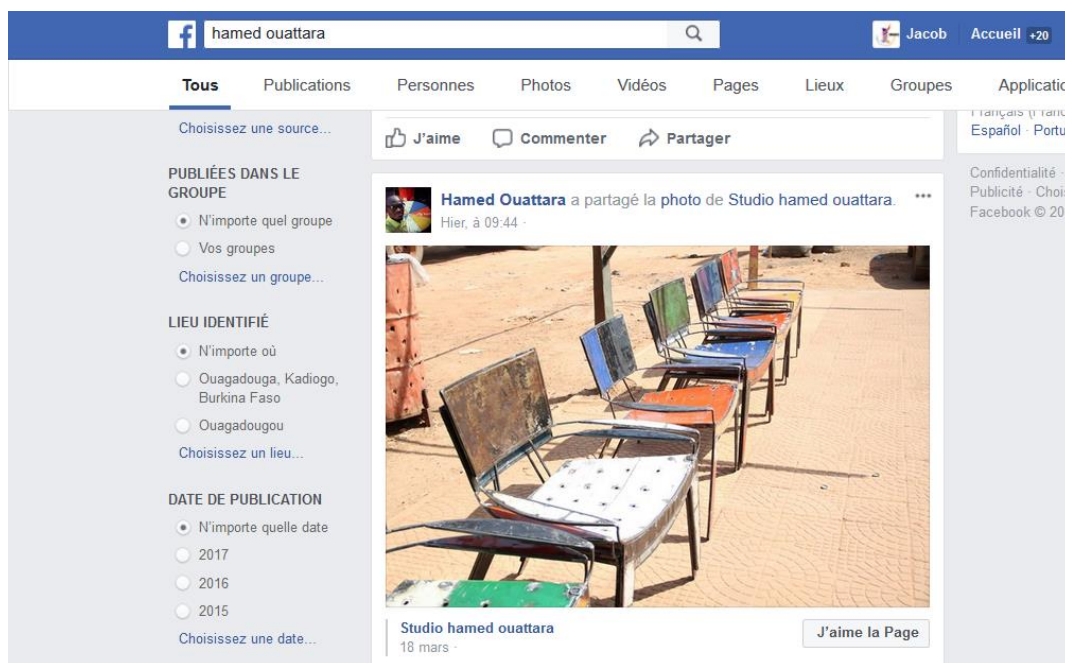 hamed ouattara
Jacob
Accueil +20
Tous
Publications
Personnes
Photos
Vidéos
Pages
Lieux
Groupes
Applicatio
Choisissez une source...
PUBLIÉES DANS LE
GROUPE
N'importe quel groupe
Vos groupes
Choisissez un groupe...
LIEU IDENTIFIÉ
N'importe où
Ouagadouga, Kadiogo,
Burkina Faso
Ouagadougou
Choisissez un lieu...
DATE DE PUBLICATION
N'importe quelle date
2017
2016
2015
Choisissez une date...
J'aime
Commenter
Partager
Hamed Ouattara a partagé la photo de Studio hamed ouattara.
Hier, à 09:44 ·
Studio hamed ouattara
18 mars ·
J'aime la Page
Español · Portu
Confidentialité ·
Publicité · Choi
Facebook © 20